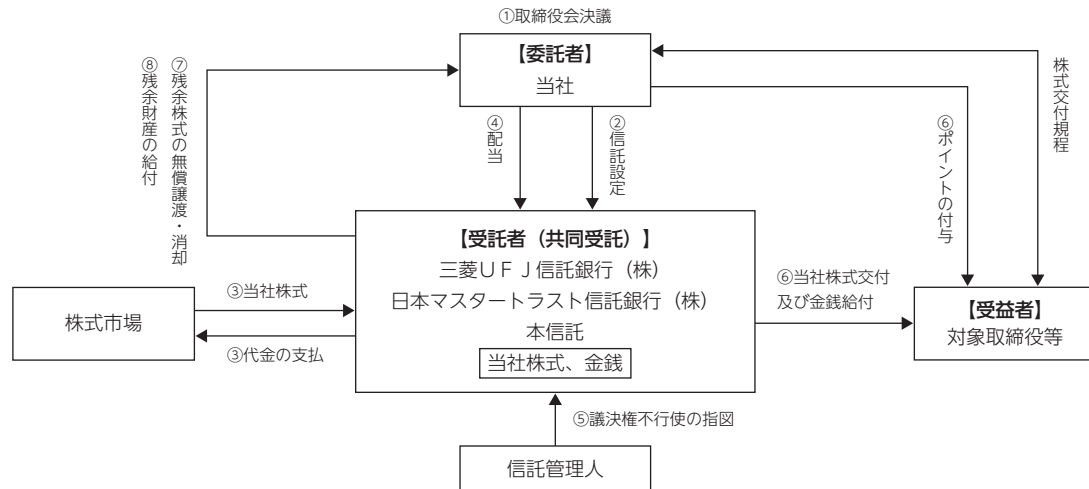 ①取締役会決議
【委託者】
当社
⑧残余財産の給付
⑦残余株式の無償譲渡・消却
④配当
②信託設定
⑥ポイントの付与
株式交付規程
【受託者（共同受託）】
三菱ＵＦＪ信託銀行（株）
日本マスタートラスト信託銀行（株）
本信託
当社株式、金銭
株式市場
③当社株式
③代金の支払
⑥当社株式交付
及び金銭給付
【受益者】
対象取締役等
⑤議決権不行使の指図
信託管理人